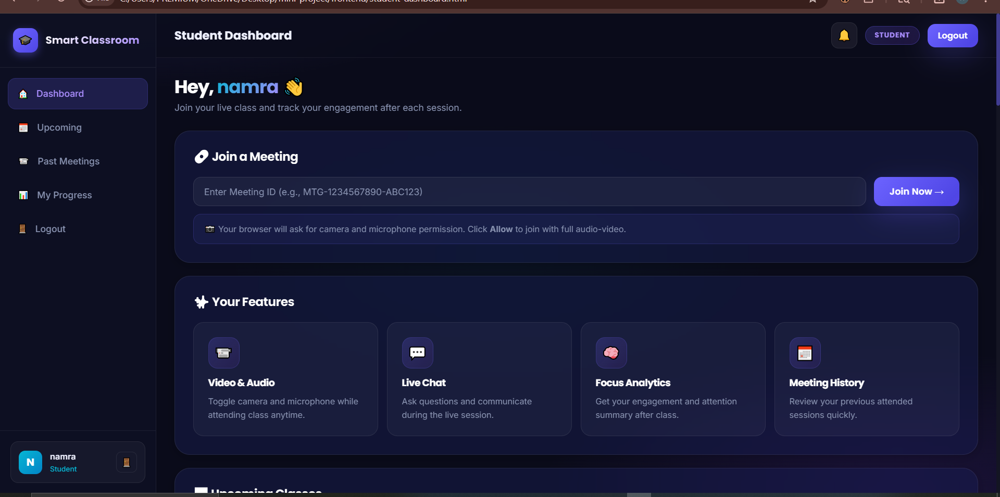 Smart Classroom
Dashboard
Upcoming
Past Meetings
My Progress
Logout
N
namra
Student
Student Dashboard
STUDENT
Logout
Hey, namra 👋
Join your live class and track your engagement after each session.
Join a Meeting
Enter Meeting ID (e.g., MTG-1234567890-ABC123)
Join Now →
Your browser will ask for camera and microphone permission. Click Allow to join with full audio-video.
Your Features
Video & Audio
Toggle camera and microphone while
attending class anytime.
Live Chat
Ask questions and communicate
during the live session.
Focus Analytics
Get your engagement and attention
summary after class.
Meeting History
Review your previous attended
sessions quickly.
Upcoming Classes